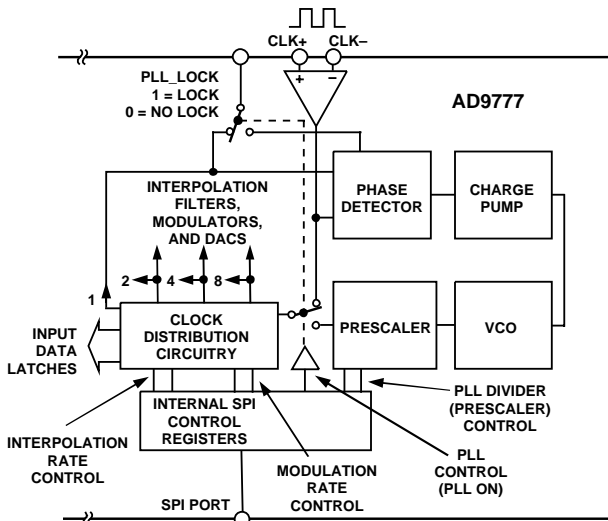 CLK+ CLK–
PLL_LOCK
1 = LOCK
0 = NO LOCK
+ –
AD9777
INTERPOLATION
FILTERS,
MODULATORS,
AND DACS
PHASE
DETECTOR
CHARGE
PUMP
2 4 8
1
CLOCK
DISTRIBUTION
CIRCUITRY
PRESCALER
VCO
INPUT
DATA
LATCHES
INTERNAL SPI
CONTROL
REGISTERS
PLL DIVIDER
(PRESCALER)
CONTROL
INTERPOLATION
RATE
CONTROL
MODULATION
RATE
CONTROL
PLL
CONTROL
(PLL ON)
SPI PORT